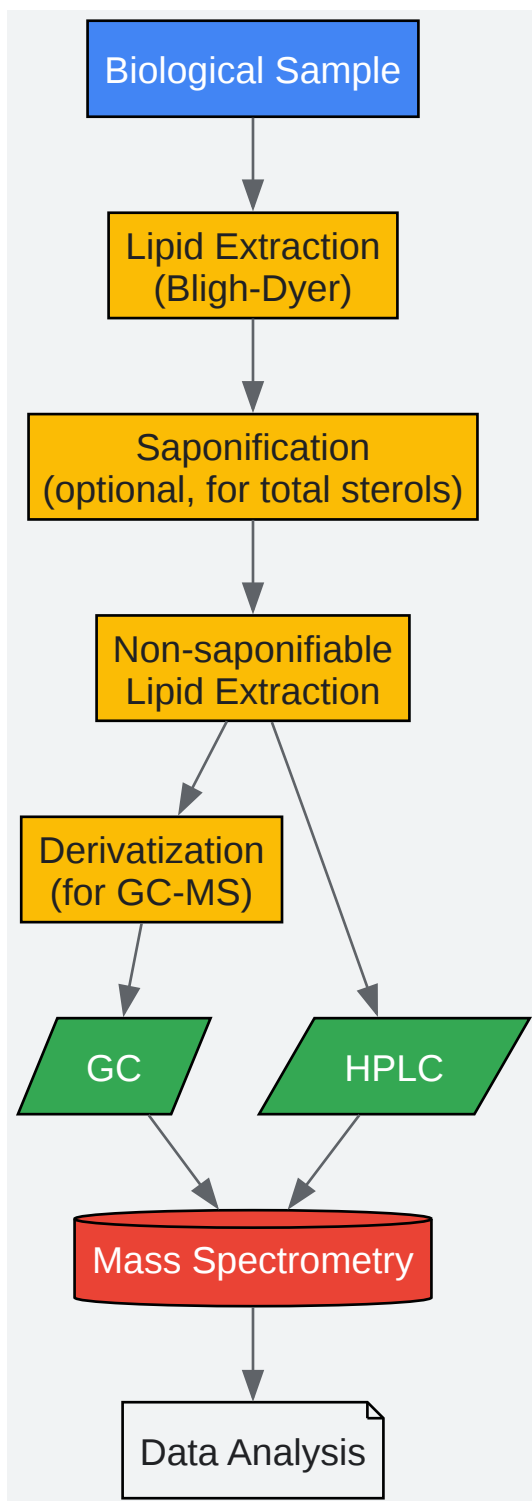 Biological Sample
Lipid Extraction
(Bligh-Dyer)
Saponification
(optional, for total sterols)
Non-saponifiable
Lipid Extraction
Derivatization
(for GC-MS)
GC
HPLC
Mass Spectrometry
Data Analysis